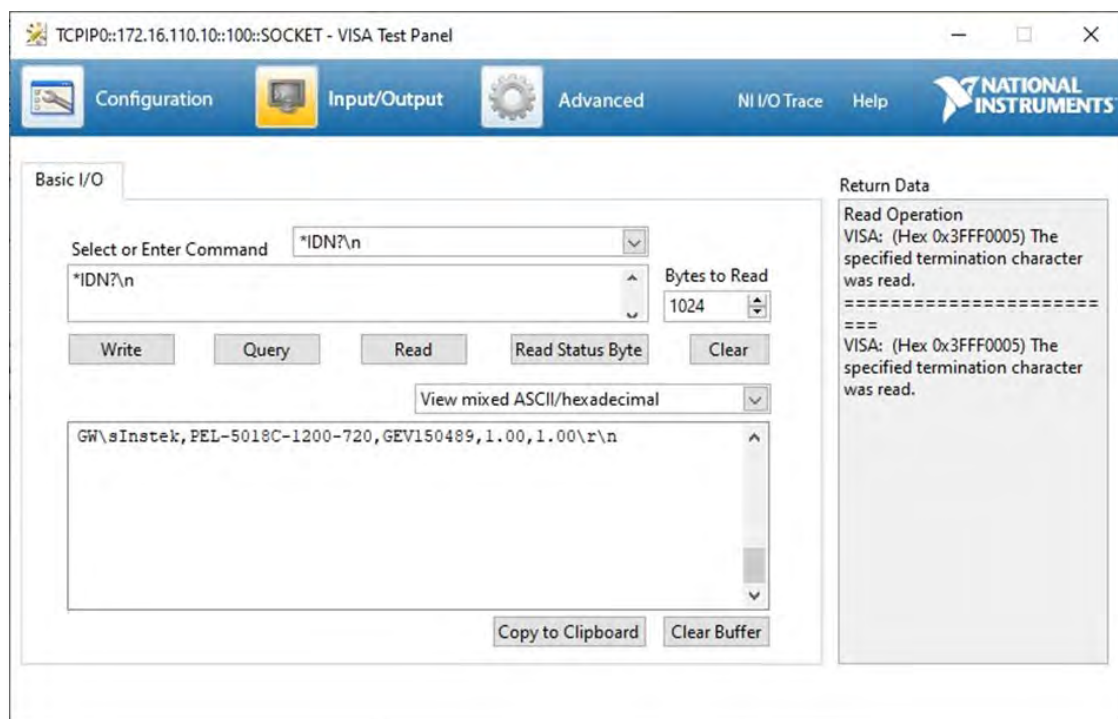 TCPIP0::172.16.110.10::100::SOCKET - VISA Test Panel
Configuration Input/Output Advanced NI I/O Trace Help NATIONAL INSTRUMENTS
Basic I/O
Select or Enter Command *IDN?\n
*IDN?\n
Bytes to Read
1024
Write Query Read Read Status Byte Clear
View mixed ASCII/hexadecimal
GW\sInstek,PEL-5018C-1200-720,GEV150489,1.00,1.00\r\n
Copy to Clipboard Clear Buffer
Return Data
Read Operation
VISA: (Hex 0x3FFF0005) The
specified termination character
was read.
=======================
===
VISA: (Hex 0x3FFF0005) The
specified termination character
was read.